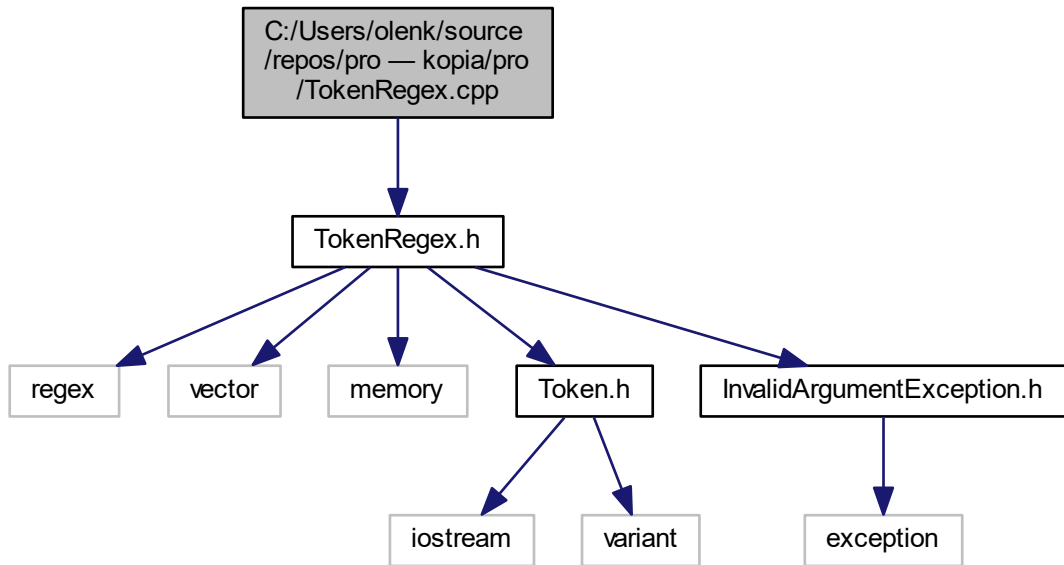 C:/Users/olenk/source
/repos/pro — kopia/pro
/TokenRegex.cpp
TokenRegex.h
regex
vector
memory
Token.h
InvalidArgumentException.h
iostream
variant
exception